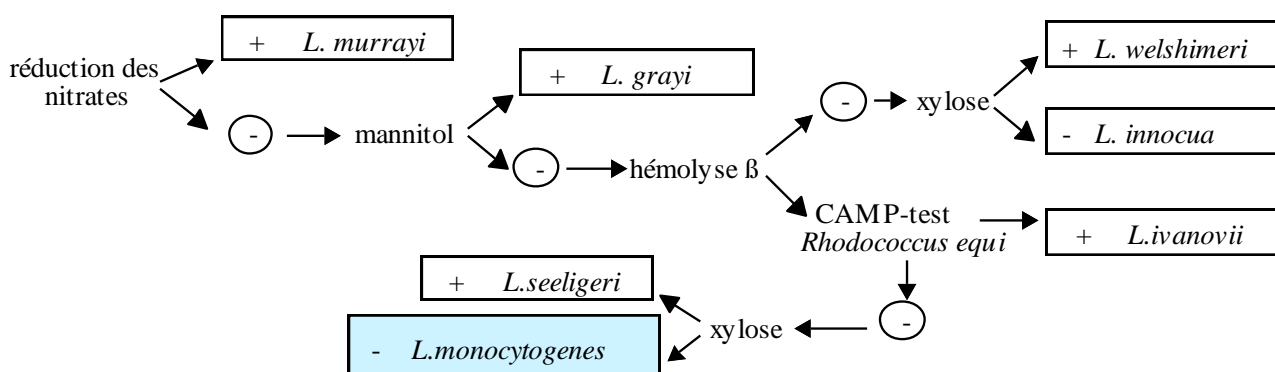 + L. murrayi
réduction des
nitrates
+ L. grayi
+ L. welshimeri
- xylose
- mannitol
- L. innocua
- hémolyse ß
CAMP-test
Rhodococcus equi
+ L.ivanovii
+ L.seeligeri
-
xylose
- L.monocytogenes